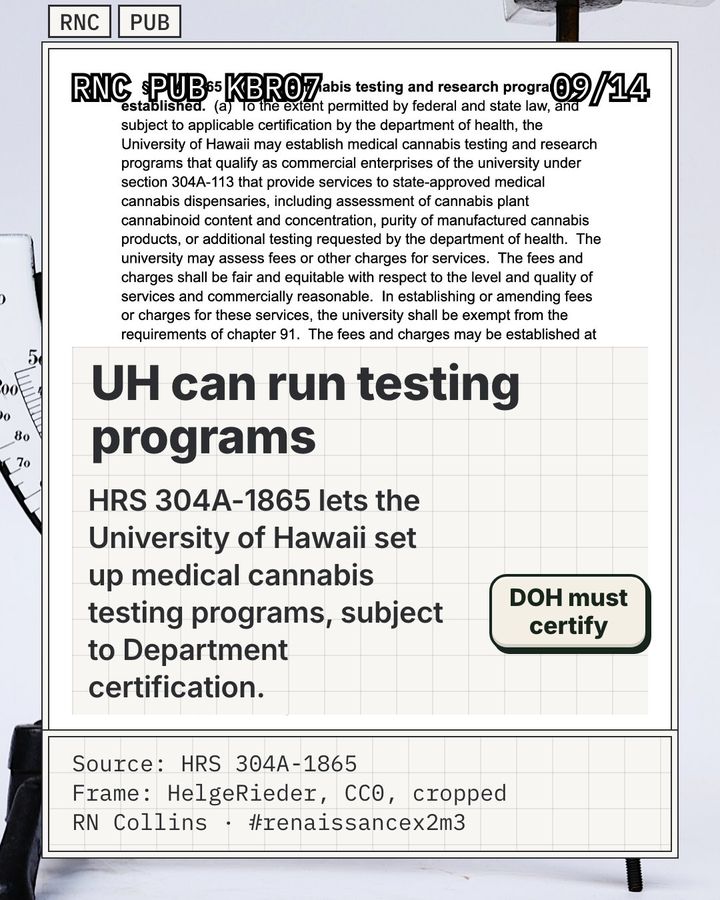 RNC PUB
RNC PUB KBR07 09/14
§ 65 nabis testing and research progra
established.  (a)  To the extent permitted by federal and state law, and
subject to applicable certification by the department of health, the
University of Hawaii may establish medical cannabis testing and research
programs that qualify as commercial enterprises of the university under
section 304A-113 that provide services to state-approved medical
cannabis dispensaries, including assessment of cannabis plant
cannabinoid content and concentration, purity of manufactured cannabis
products, or additional testing requested by the department of health.  The
university may assess fees or other charges for services.  The fees and
charges shall be fair and equitable with respect to the level and quality of
services and commercially reasonable.  In establishing or amending fees
or charges for these services, the university shall be exempt from the
requirements of chapter 91.  The fees and charges may be established at
UH can run testing
programs
HRS 304A-1865 lets the
University of Hawaii set
up medical cannabis
testing programs, subject
to Department
certification.
DOH must
certify
Source: HRS 304A-1865
Frame: HelgeRieder, CC0, cropped
RN Collins · #renaissancex2m3
50
80
70